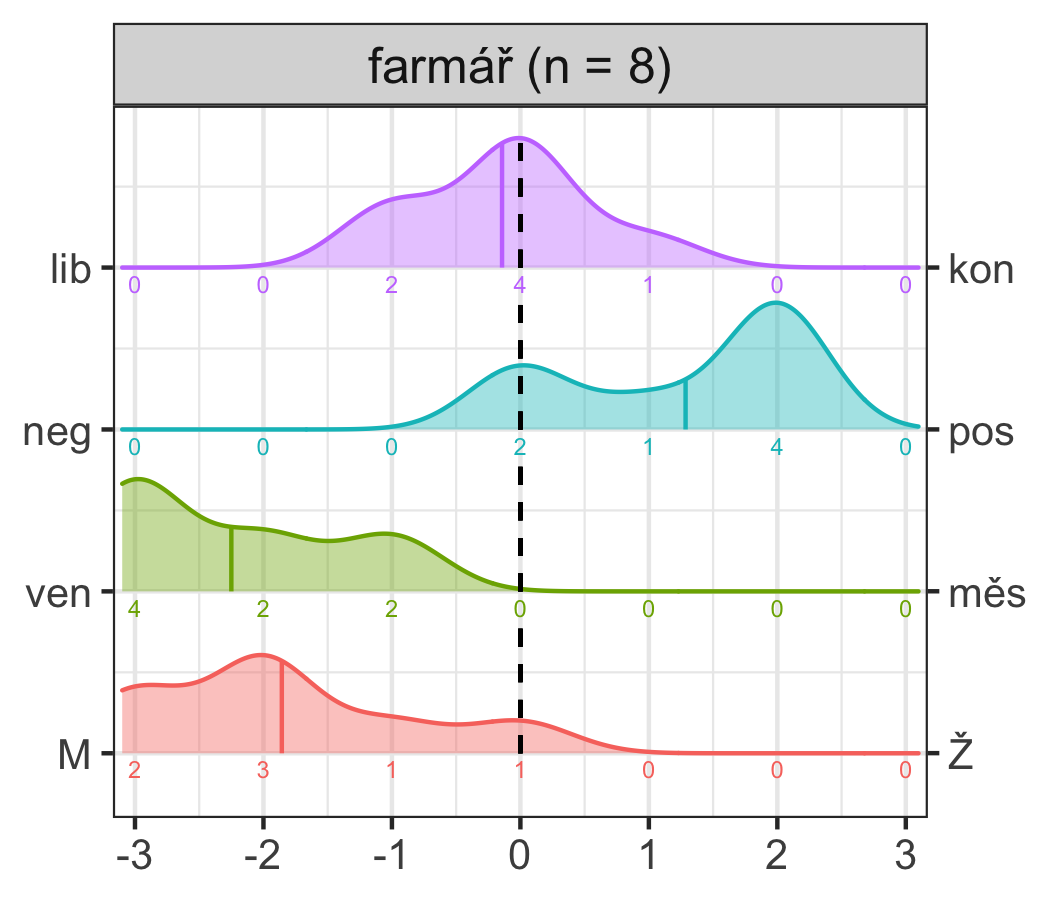 farmář (n = 8)
lib kon
0 0 2 4 1 0 0
neg pos
0 0 0 2 1 4 0
ven měs
4 2 2 0 0 0 0
M Ž
2 3 1 1 0 0 0
-3 -2 -1 0 1 2 3